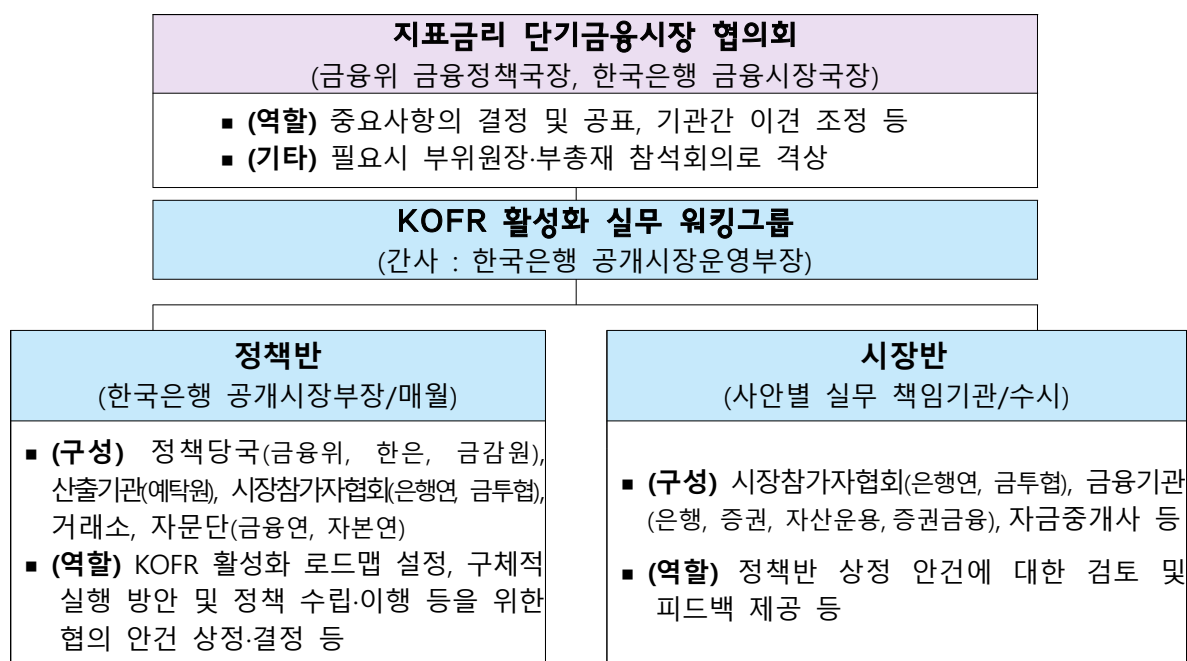 지표금리 단기금융시장 협의회
(금융위 금융정책국장, 한국은행 금융시장국장)
▪ (역할) 중요사항의 결정 및 공표, 기관간 이견 조정 등
▪ (기타) 필요시 부위원장·부총재 참석회의로 격상
KOFR 활성화 실무 워킹그룹
(간사 : 한국은행 공개시장운영부장)
정책반
(한국은행 공개시장부장/매월)
▪ (구성) 정책당국(금융위, 한은, 금감원),
산출기관(예탁원), 시장참가자협회(은행연, 금투협),
거래소, 자문단(금융연, 자본연)
▪ (역할) KOFR 활성화 로드맵 설정, 구체적
실행 방안 및 정책 수립·이행 등을 위한
협의 안건 상정·결정 등
시장반
(사안별 실무 책임기관/수시)
▪ (구성) 시장참가자협회(은행연, 금투협), 금융기관
(은행, 증권, 자산운용, 증권금융), 자금중개사 등
▪ (역할) 정책반 상정 안건에 대한 검토 및
피드백 제공 등